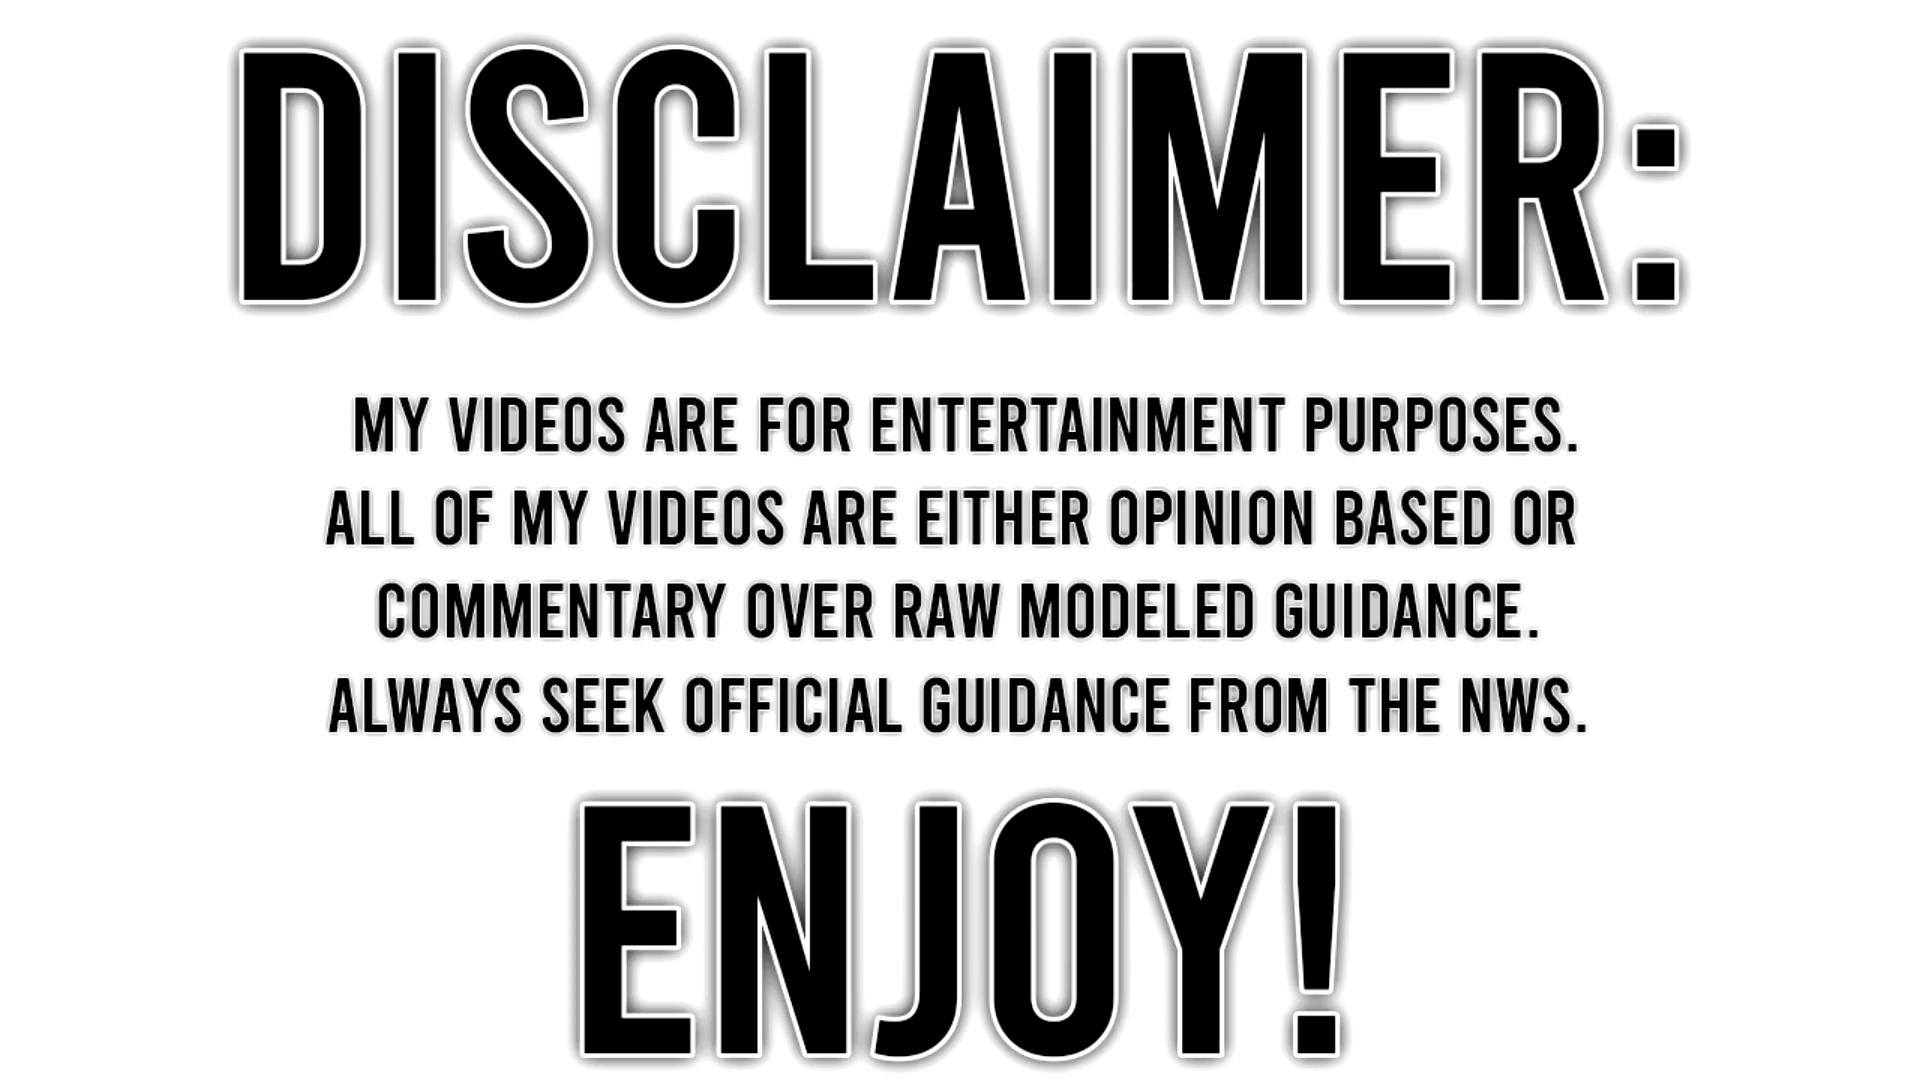 DISCLAIMER:
MY VIDEOS ARE FOR ENTERTAINMENT PURPOSES.
ALL OF MY VIDEOS ARE EITHER OPINION BASED OR
COMMENTARY OVER RAW MODELED GUIDANCE.
ALWAYS SEEK OFFICIAL GUIDANCE FROM THE NWS.
ENJOY!